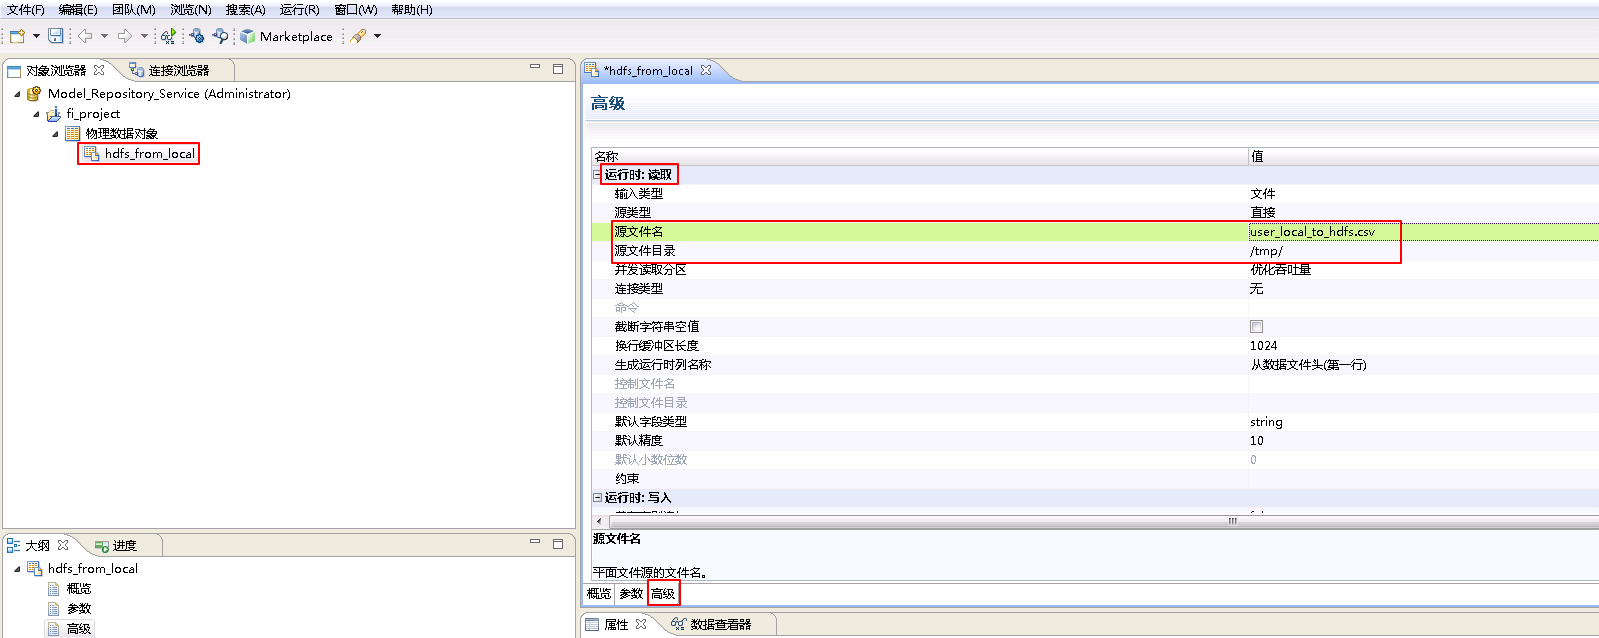 文件(F) 编辑(E) 团队(M) 浏览(N) 搜索(A) 运行(R) 窗口(W) 帮助(H)
Marketplace
对象浏览器 连接浏览器
Model_Repository_Service (Administrator)
fi_project
物理数据对象
hdfs_from_local
大纲 进度
hdfs_from_local
概览
参数
高级
*hdfs_from_local
高级
名称 值
运行时: 读取
输入类型 文件
源类型 直接
源文件名 user_local_to_hdfs.csv
源文件目录 /tmp/
并发读取分区 优化吞吐量
连接类型 无
命令
截断字符串空值
换行缓冲区长度 1024
生成运行时列名称 从数据文件头(第一行)
控制文件名
控制文件目录
默认字段类型 string
默认精度 10
默认小数位数 0
约束
运行时: 写入
源文件名
平面文件源的文件名。
概览 参数 高级
属性 数据查看器